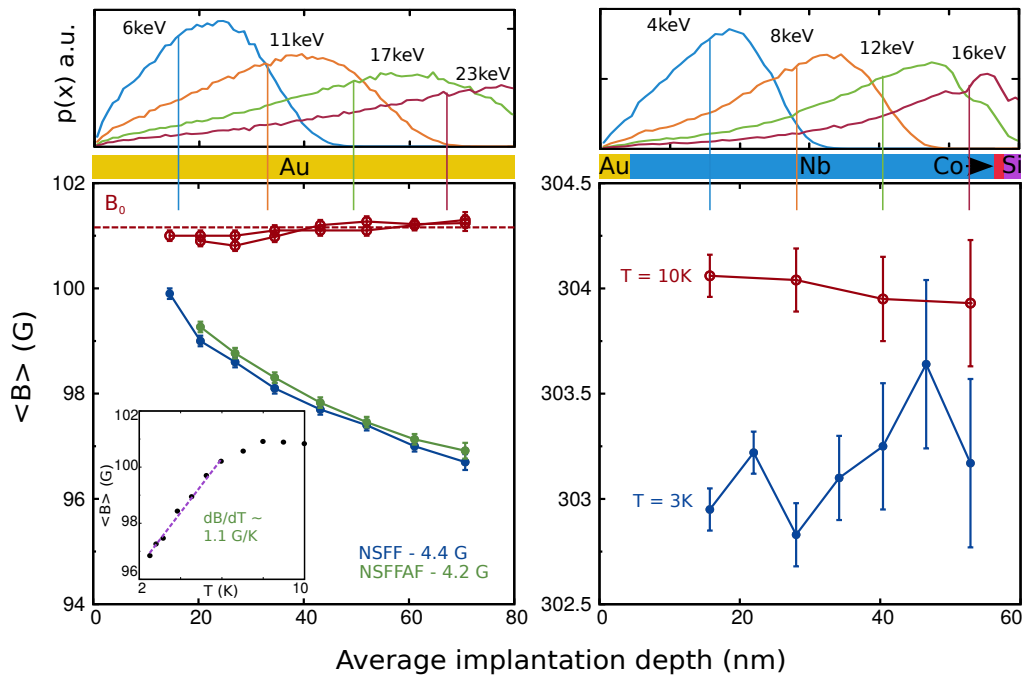 p(x) a.u.
6keV
11keV
17keV
23keV
4keV
8keV
12keV
16keV
Au
Au
Nb
Co
Si
<B> (G)
102
100
98
96
94
B₀
<B> (G)
102
100
98
96
2
10
T (K)
dB/dT ~
1.1 G/K
NSFF - 4.4 G
NSFFAF - 4.2 G
0
20
40
60
80
304.5
304
303.5
303
302.5
T = 10K
T = 3K
0
20
40
60
Average implantation depth (nm)